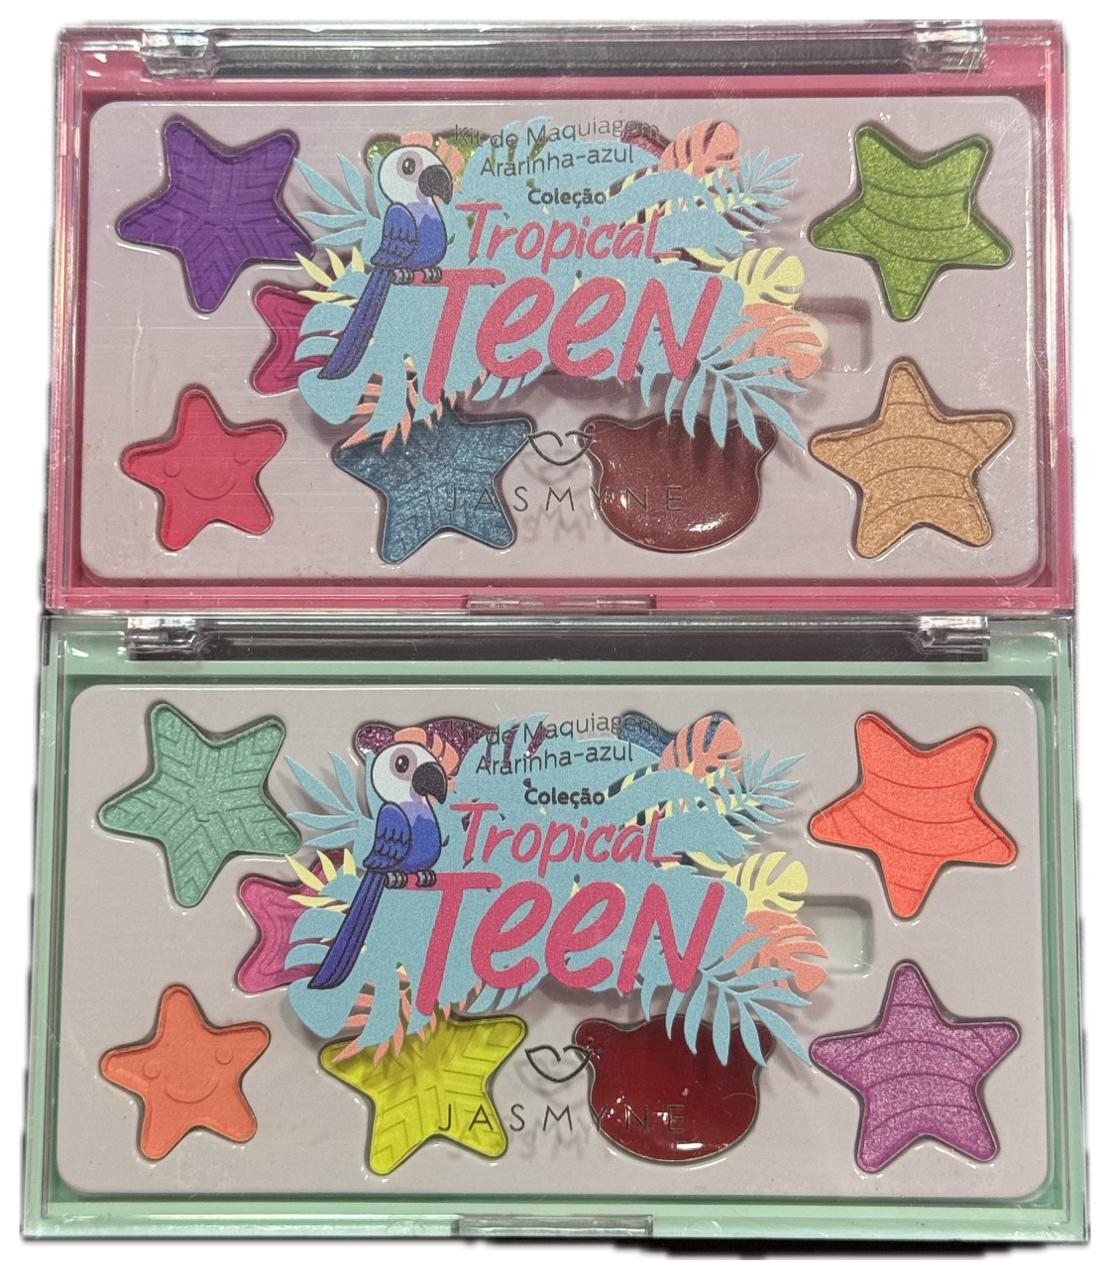 Kit de Maquiagem
Ararinha-azul
Coleção
Tropical
Teen
JASMYNE
Kit de Maquiagem
Ararinha-azul
Coleção
Tropical
Teen
JASMYNE